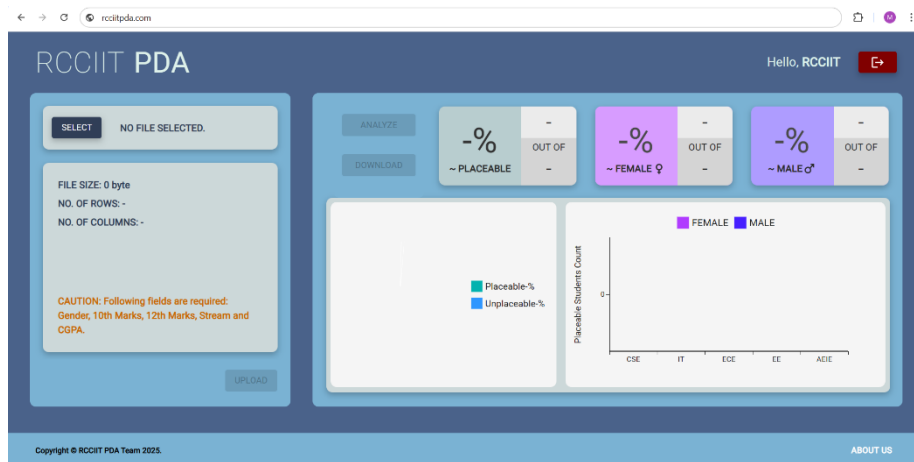 rcciitpda.com
M
RCCIIT PDA
Hello, RCCIIT
SELECT
NO FILE SELECTED.
FILE SIZE: 0 byte
NO. OF ROWS: -
NO. OF COLUMNS: -
CAUTION: Following fields are required:
Gender, 10th Marks, 12th Marks, Stream and
CGPA.
UPLOAD
ANALYZE
DOWNLOAD
-%
~ PLACEABLE
-
OUT OF
-
-%
~ FEMALE ♀
-
OUT OF
-
-%
~ MALE ♂
-
OUT OF
-
Placeable-%
Unplaceable-%
FEMALE MALE
Placeable Students Count
0
CSE IT ECE EE AEIE
Copyright © RCCIIT PDA Team 2025.
ABOUT US